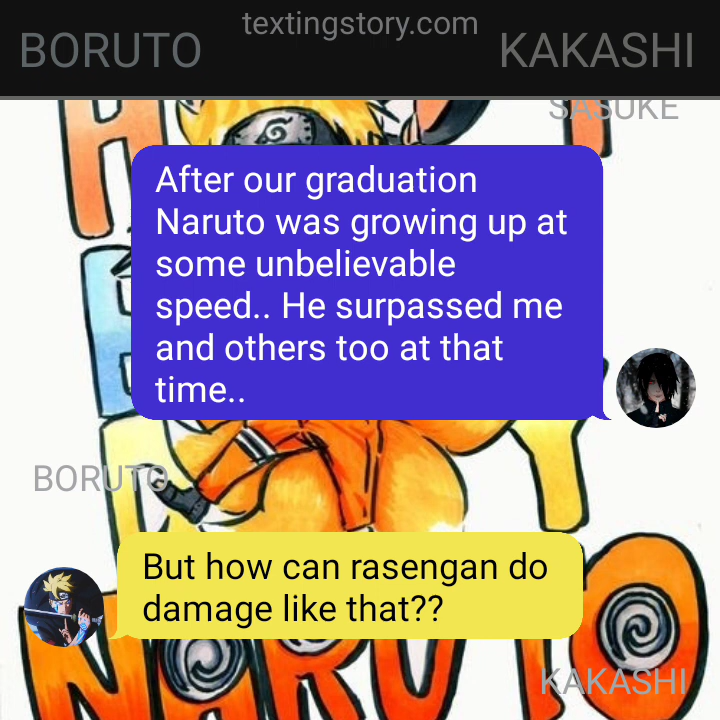 textingstory.com
BORUTO
KAKASHI
SASUKE
After our graduation
Naruto was growing up at
some unbelievable
speed.. He surpassed me
and others too at that
time..
BORUTO
But how can rasengan do
damage like that??
NARUTO
KAKASHI